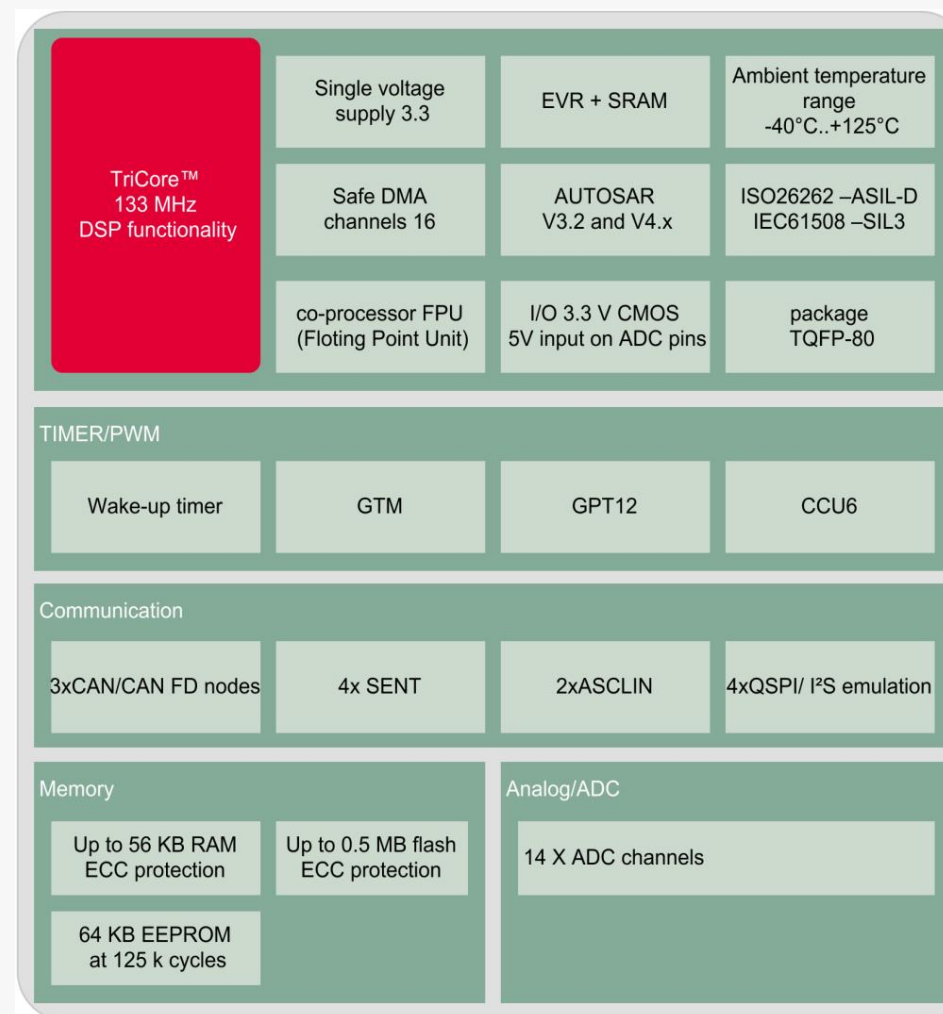 TriCore™
133 MHz
DSP functionality
Single voltage
supply 3.3
EVR + SRAM
Ambient temperature
range
-40°C..+125°C
Safe DMA
channels 16
AUTOSAR
V3.2 and V4.x
ISO26262 –ASIL-D
IEC61508 –SIL3
co-processor FPU
(Floting Point Unit)
I/O 3.3 V CMOS
5V input on ADC pins
package
TQFP-80
TIMER/PWM
Wake-up timer
GTM
GPT12
CCU6
Communication
3xCAN/CAN FD nodes
4x SENT
2xASCLIN
4xQSPI/ I²S emulation
Memory
Up to 56 KB RAM
ECC protection
Up to 0.5 MB flash
ECC protection
64 KB EEPROM
at 125 k cycles
Analog/ADC
14 X ADC channels